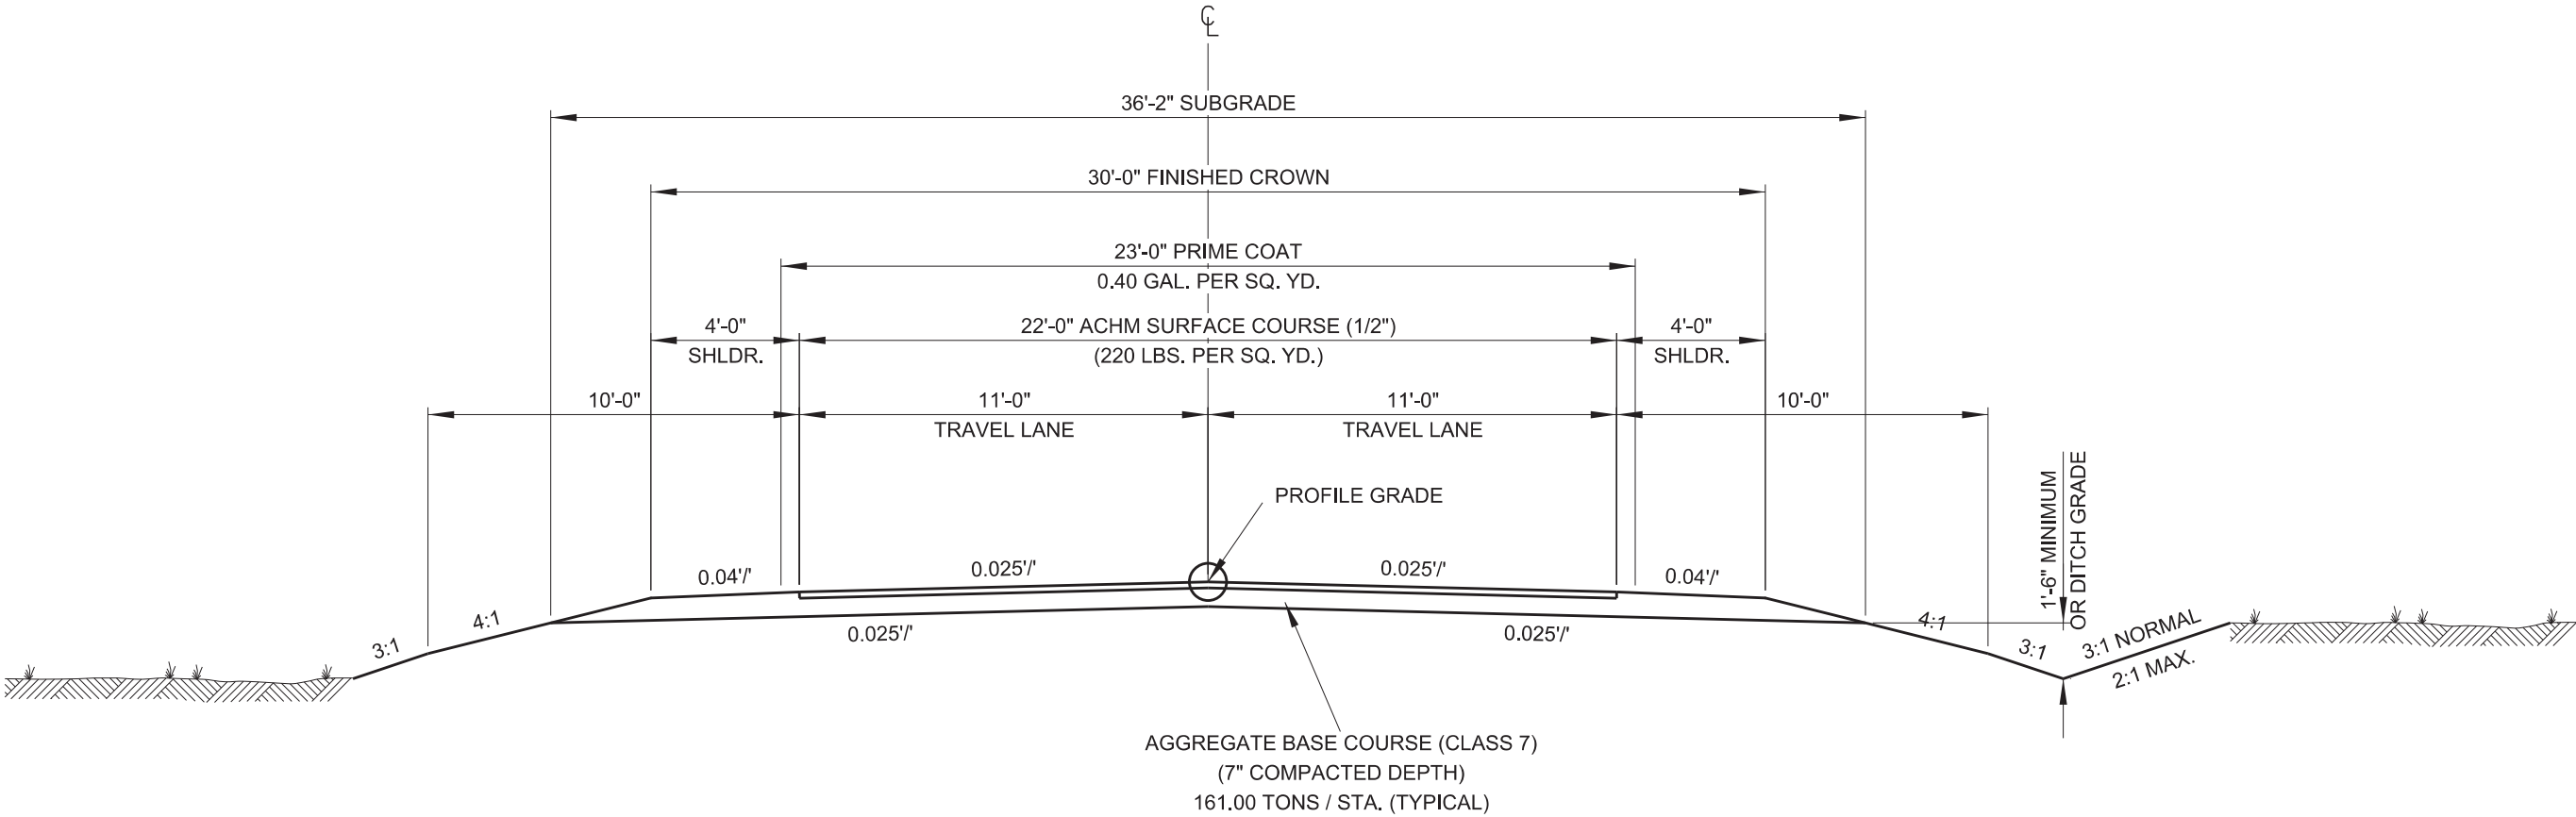 ℄
36'-2" SUBGRADE
30'-0" FINISHED CROWN
23'-0" PRIME COAT
0.40 GAL. PER SQ. YD.
4'-0"
SHLDR.
22'-0" ACHM SURFACE COURSE (1/2")
(220 LBS. PER SQ. YD.)
4'-0"
SHLDR.
10'-0"
11'-0"
TRAVEL LANE
11'-0"
TRAVEL LANE
10'-0"
PROFILE GRADE
1'-6" MINIMUM
OR DITCH GRADE
0.04'/'
0.025'/'
0.025'/'
0.04'/'
3:1
4:1
0.025'/'
0.025'/'
4:1
3:1
3:1 NORMAL
2:1 MAX.
AGGREGATE BASE COURSE (CLASS 7)
(7" COMPACTED DEPTH)
161.00 TONS / STA. (TYPICAL)